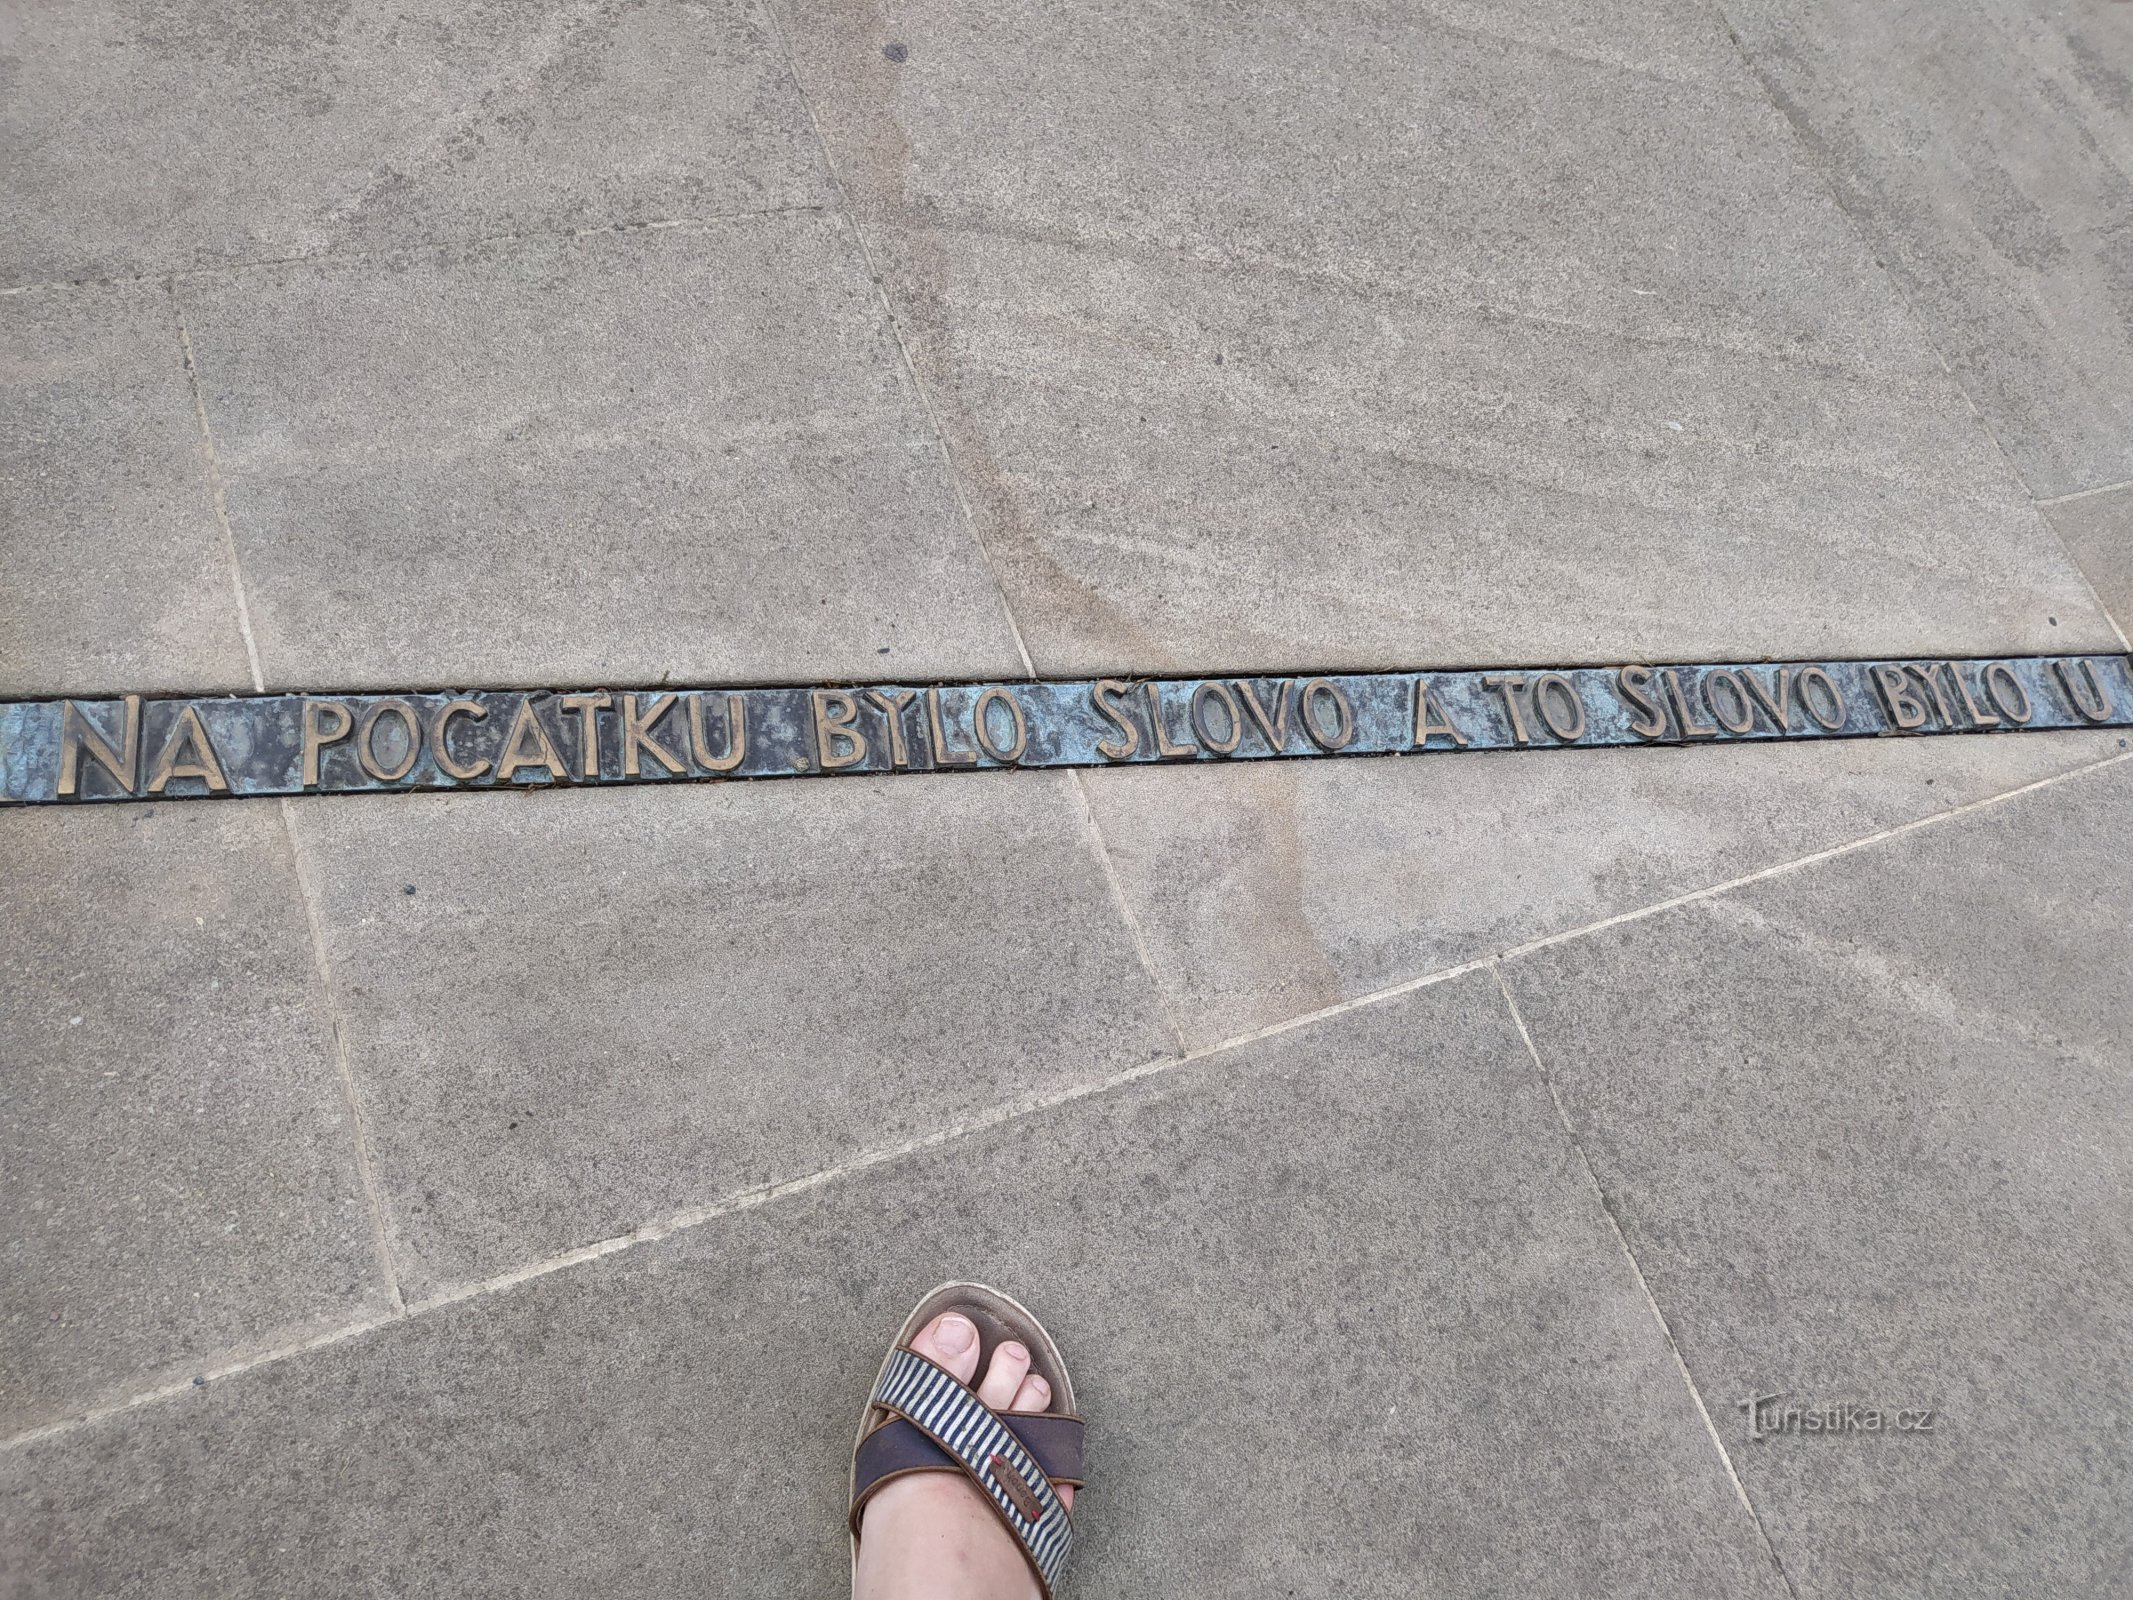 NA POČÁTKU BYLO SLOVO A TO SLOVO BYLO U
Turistika.cz